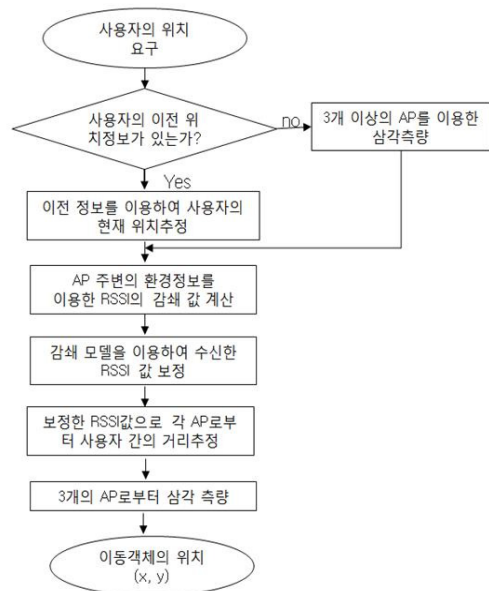 사용자의 위치
요구
사용자의 이전 위
치정보가 있는가?
no
3개 이상의 AP를 이용한
삼각측량
Yes
이전 정보를 이용하여 사용자의
현재 위치추정
AP 주변의 환경정보를
이용한 RSSI의 감쇄 값 계산
감쇄 모델을 이용하여 수신한
RSSI 값 보정
보정한 RSSI값으로 각 AP로부
터 사용자 간의 거리추정
3개의 AP로부터 삼각 측량
이동객체의 위치
(x, y)